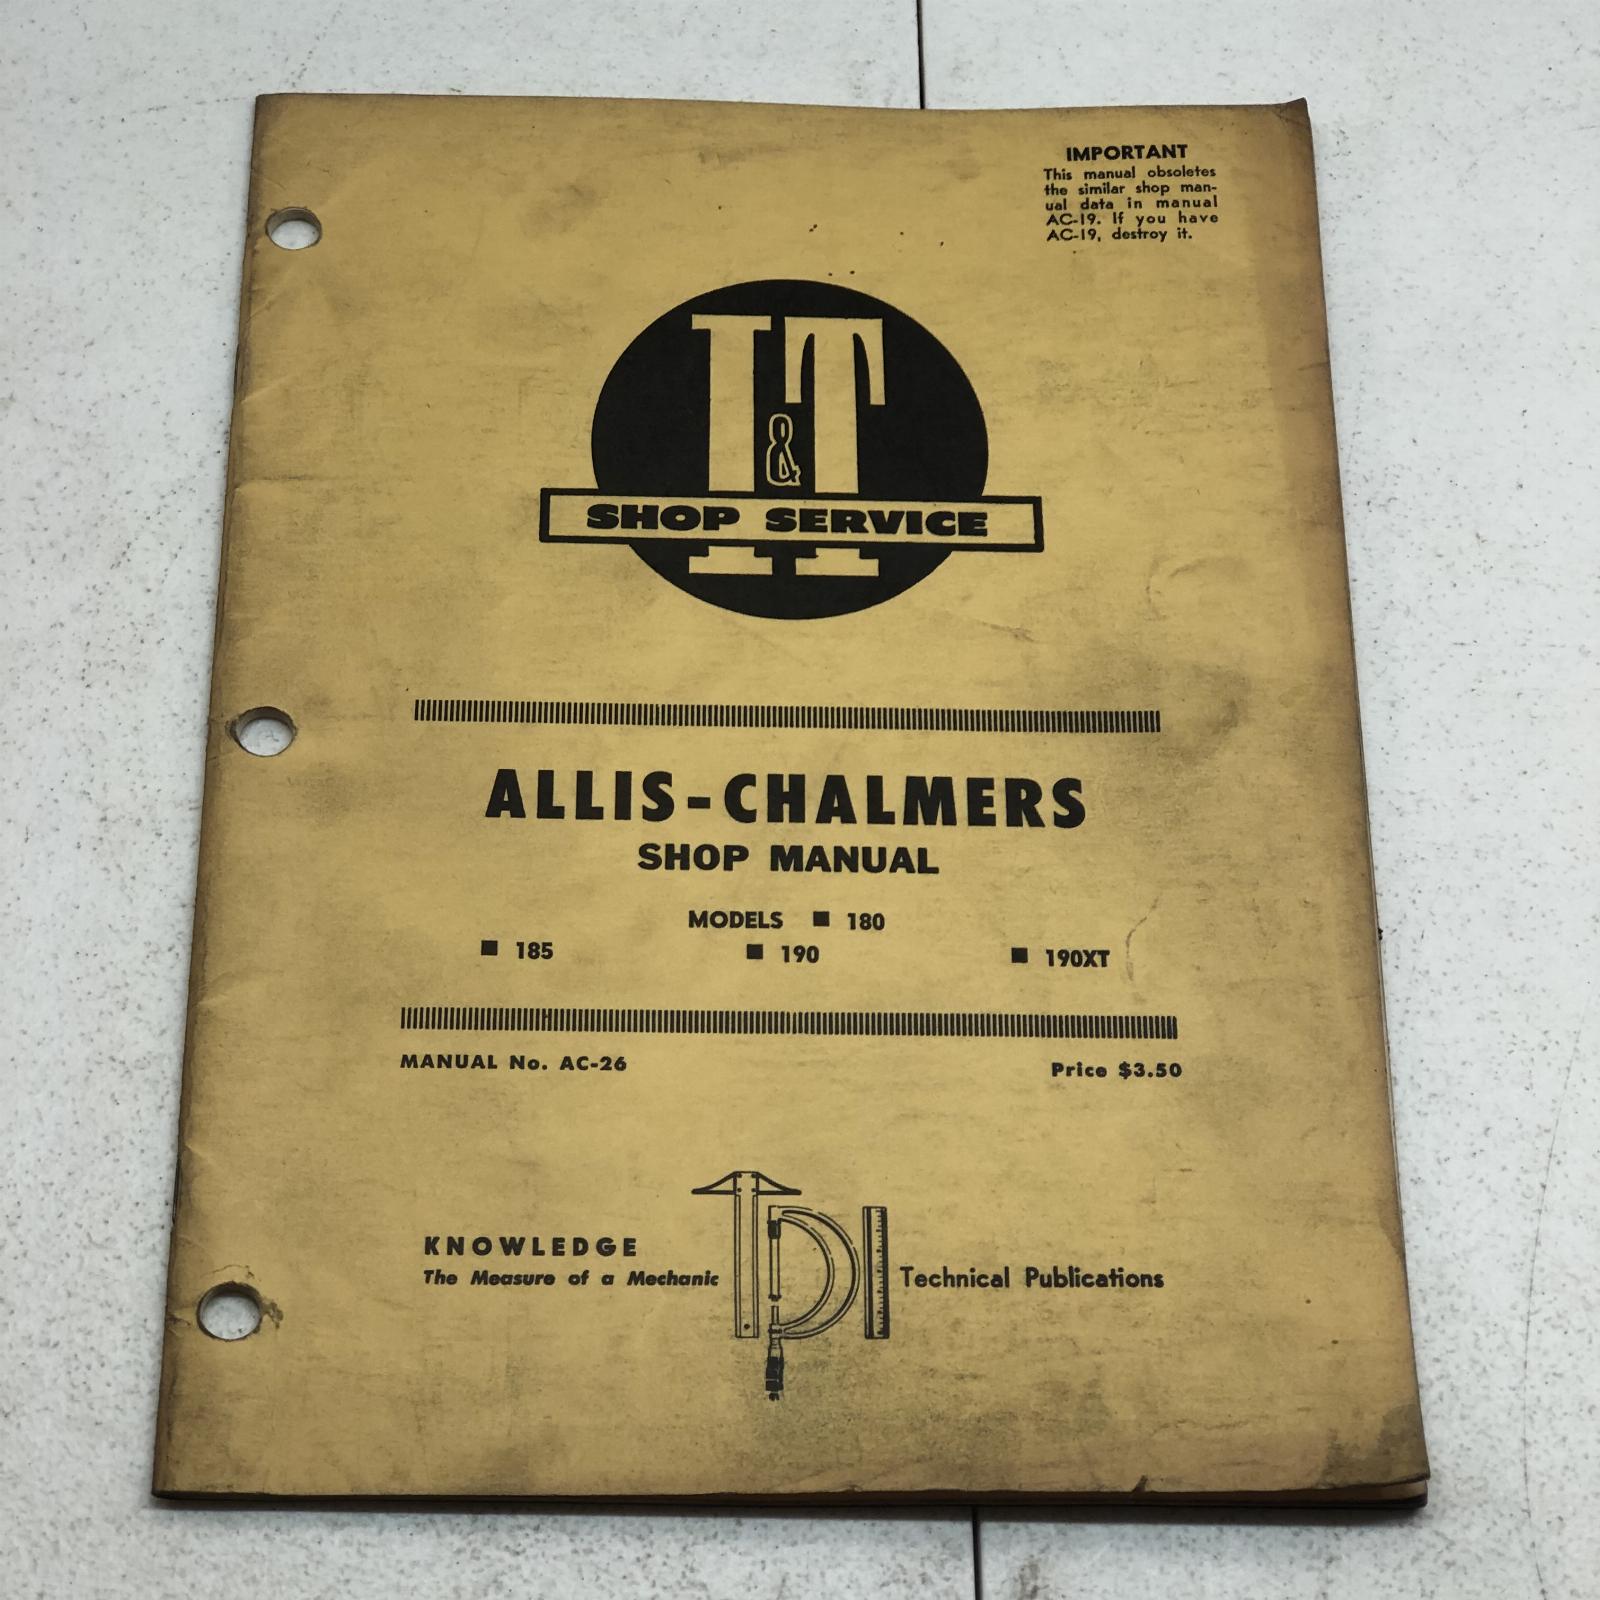 IMPORTANT
This manual obsoletes
the similar shop man-
ual data in manual
AC-19. If you have
AC-19, destroy it.
I&T
SHOP SERVICE
ALLIS-CHALMERS
SHOP MANUAL
MODELS ■ 180
■ 185 ■ 190 ■ 190XT
MANUAL No. AC-26 Price $3.50
KNOWLEDGE
The Measure of a Mechanic TPI Technical Publications